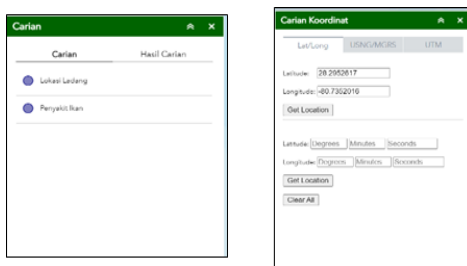 Carian
Carian Hasil Carian
Lokasi Ladang
Penyakit Ikan
Carian Koordinat
Lat/Long USNG/MGRS UTM
Latitude: 28.2952617
Longitude: -80.7352016
Get Location
Latitude: Degrees Minutes Seconds
Longitude: Degrees Minutes Seconds
Get Location
Clear All